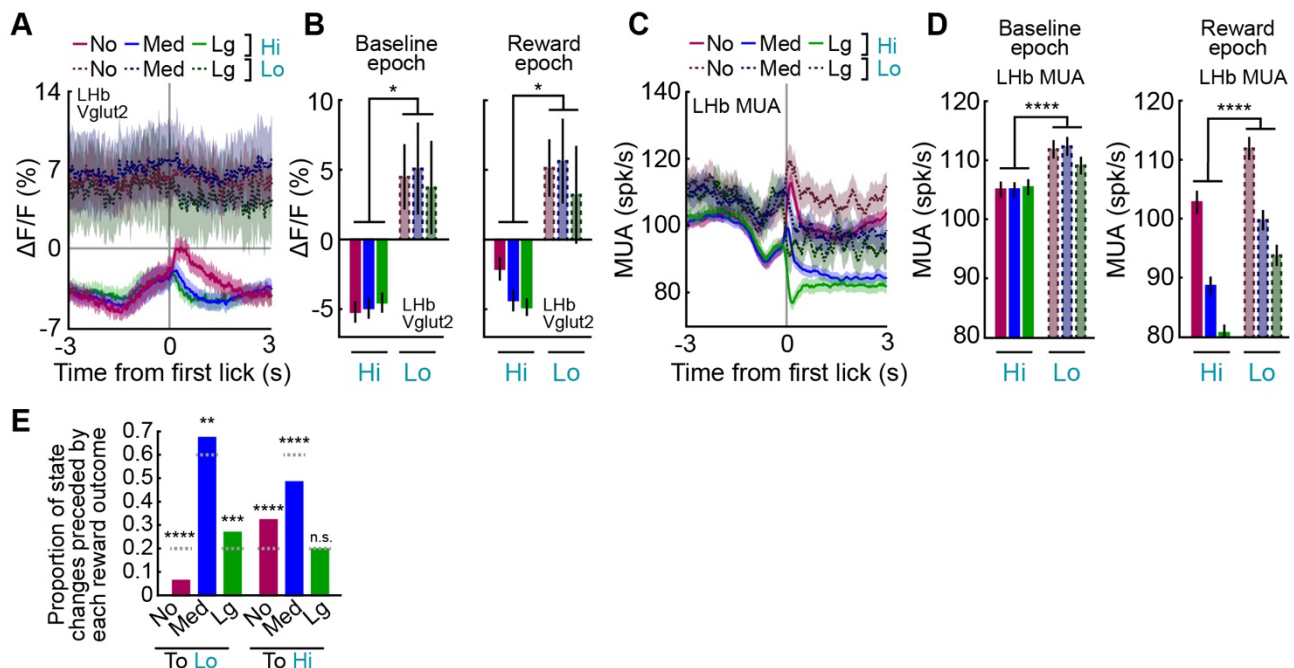 A
No Med Lg Hi
No Med Lg Lo
LHb
Vglut2
ΔF/F (%)
14
7
0
-7
-3 0 3
Time from first lick (s)
B
Baseline
epoch
Reward
epoch
* *
ΔF/F (%)
10
5
0
-5
LHb
Vglut2
LHb
Vglut2
Hi Lo Hi Lo
C
No Med Lg Hi
No Med Lg Lo
LHb MUA
MUA (spk/s)
140
120
100
80
-3 0 3
Time from first lick (s)
D
Baseline
epoch
LHb MUA
Reward
epoch
LHb MUA
**** ****
MUA (spk/s)
120
110
100
90
80
Hi Lo
MUA (spk/s)
120
110
100
90
80
Hi Lo
E
Proportion of state
changes preceded by
each reward outcome
0.7
0.6
0.5
0.4
0.3
0.2
0.1
0
**** ** *** **** **** n.s.
No Med Lg No Med Lg
To Lo To Hi